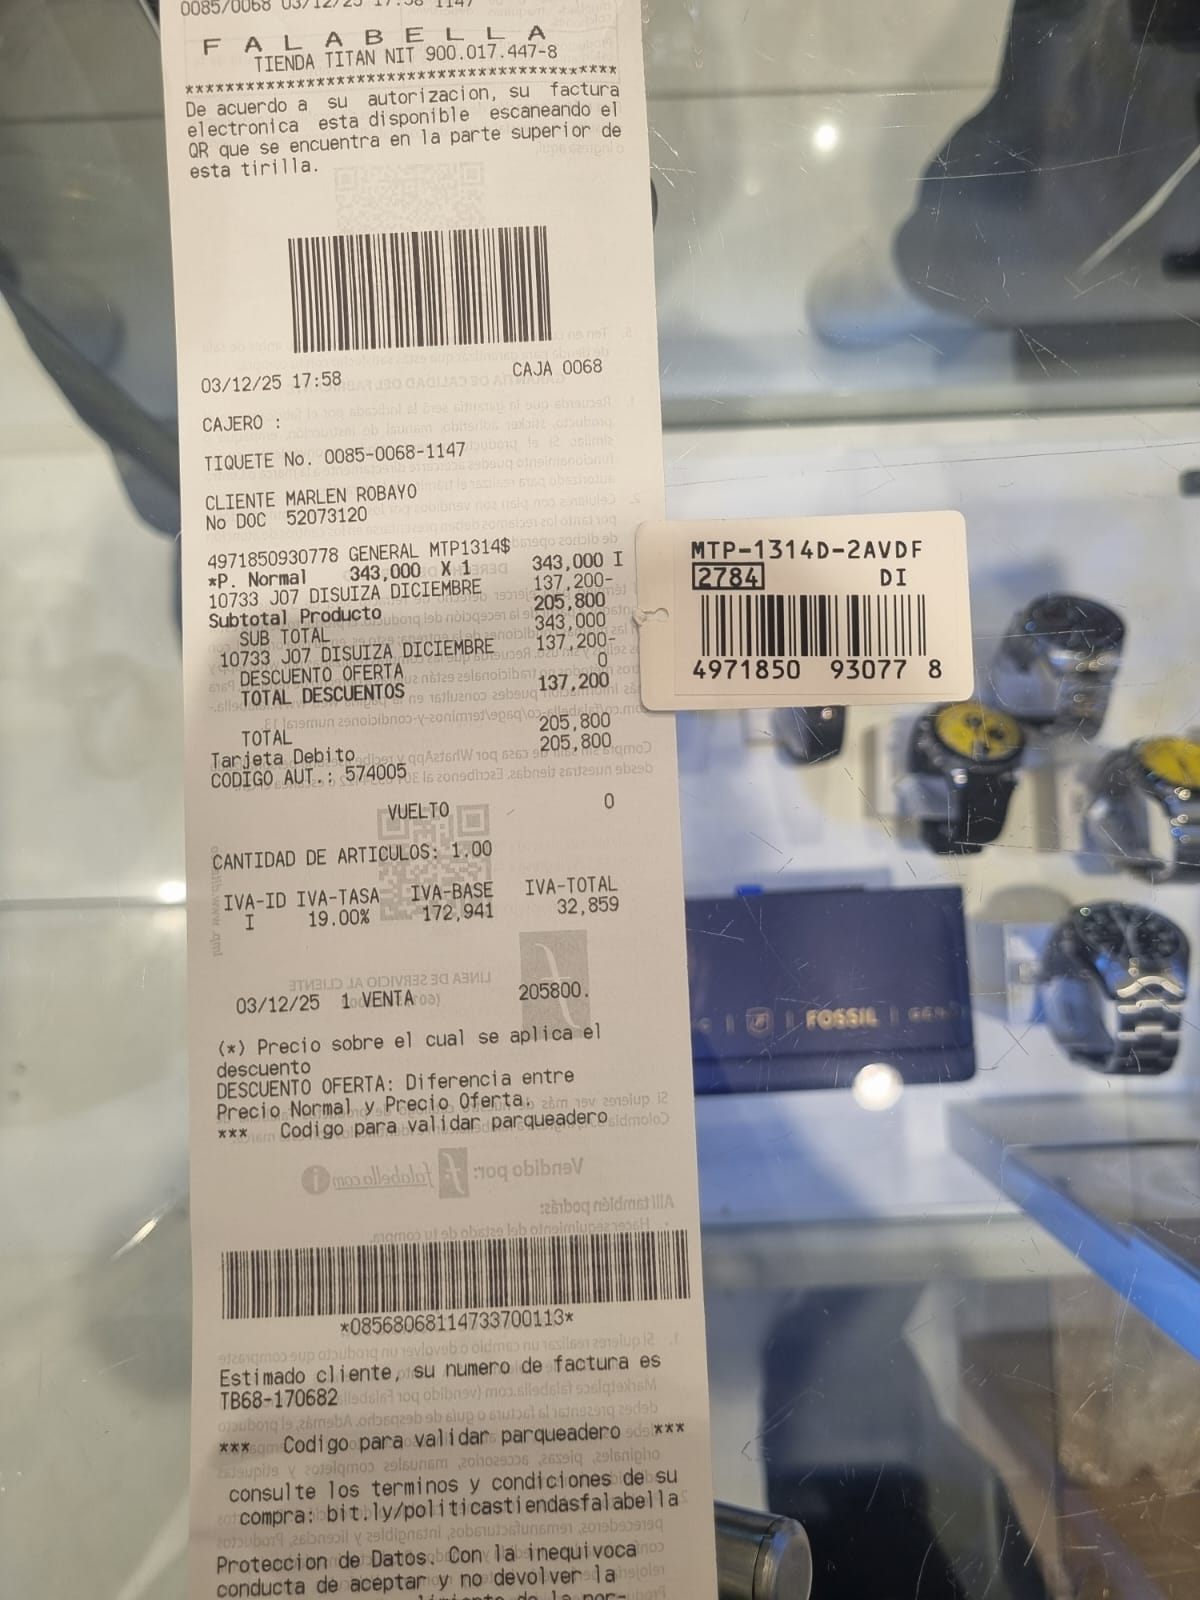 0085/0068 03/12/25 17:58 1147
F A L A B E L L A
TIENDA TITAN NIT 900.017.447-8
*******************************************
De acuerdo a su autorizacion, su factura
electronica esta disponible escaneando el
QR que se encuentra en la parte superior de
esta tirilla.
03/12/25 17:58 CAJA 0068
CAJERO :
TIQUETE No. 0085-0068-1147
CLIENTE MARLEN ROBAYO
No DOC 52073120
4971850930778 GENERAL MTP1314$
*P. Normal 343,000 X 1 343,000 I
10733 J07 DISUIZA DICIEMBRE 137,200-
Subtotal Producto 205,800
SUB TOTAL 343,000
10733 J07 DISUIZA DICIEMBRE 137,200-
DESCUENTO OFERTA 0
TOTAL DESCUENTOS 137,200
TOTAL 205,800
Tarjeta Debito 205,800
CODIGO AUT.: 574005
VUELTO 0
CANTIDAD DE ARTICULOS: 1.00
IVA-ID IVA-TASA IVA-BASE IVA-TOTAL
I 19.00% 172,941 32,859
03/12/25 1 VENTA 205800.
(*) Precio sobre el cual se aplica el
descuento
DESCUENTO OFERTA: Diferencia entre
Precio Normal y Precio Oferta.
*** Codigo para validar parqueadero
*08568068114733700113*
Estimado cliente, su numero de factura es
TB68-170682
*** Codigo para validar parqueadero ***
consulte los terminos y condiciones de su
compra: bit.ly/politicastiendasfalabella
Proteccion de Datos. Con la inequivoca
conducta de aceptar y no devolver la
MTP-1314D-2AVDF
2784 DI
4971850 93077 8
FOSSIL